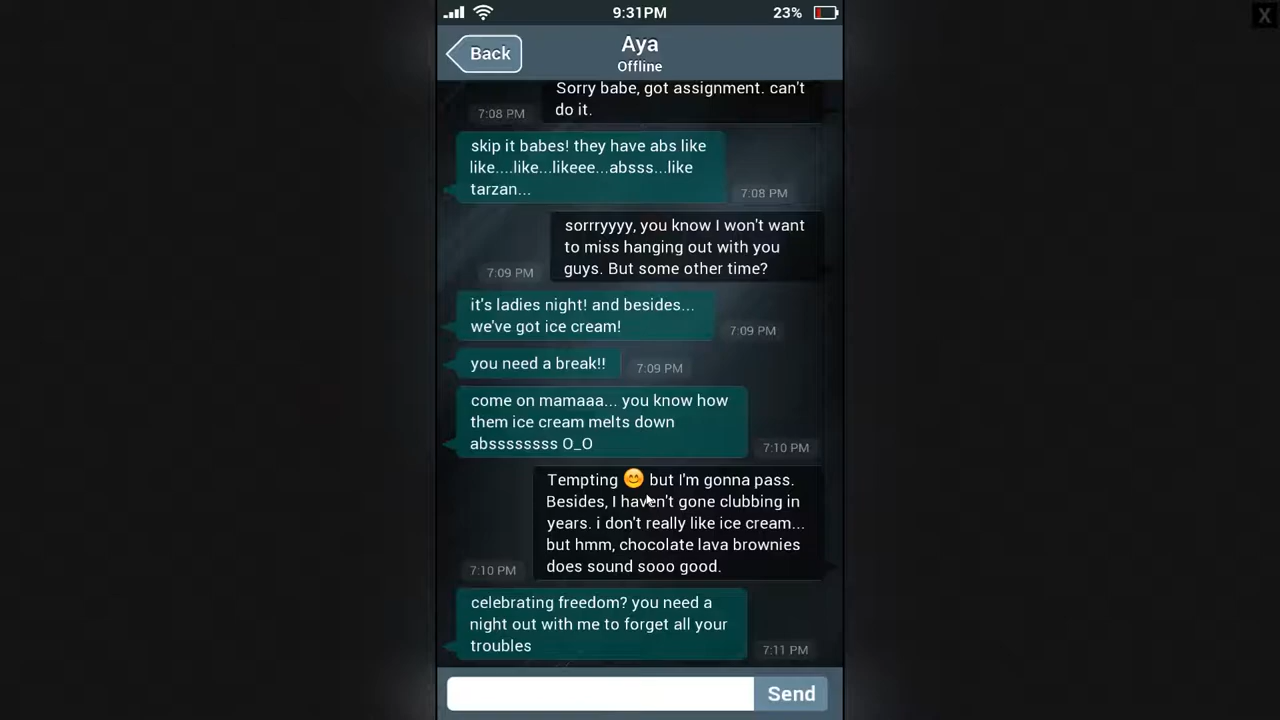 9:31PM
23%
X
Back
Aya
Offline
Sorry babe, got assignment. can't
do it.
7:08 PM
skip it babes! they have abs like
like....like...likeee...absss...like
tarzan...
7:08 PM
sorrryyyy, you know I won't want
to miss hanging out with you
guys. But some other time?
7:09 PM
it's ladies night! and besides...
we've got ice cream!
7:09 PM
you need a break!!
7:09 PM
come on mamaaa... you know how
them ice cream melts down
abssssssss O_O
7:10 PM
Tempting 😊 but I'm gonna pass.
Besides, I haven't gone clubbing in
years. i don't really like ice cream...
but hmm, chocolate lava brownies
does sound sooo good.
7:10 PM
celebrating freedom? you need a
night out with me to forget all your
troubles
7:11 PM
Send